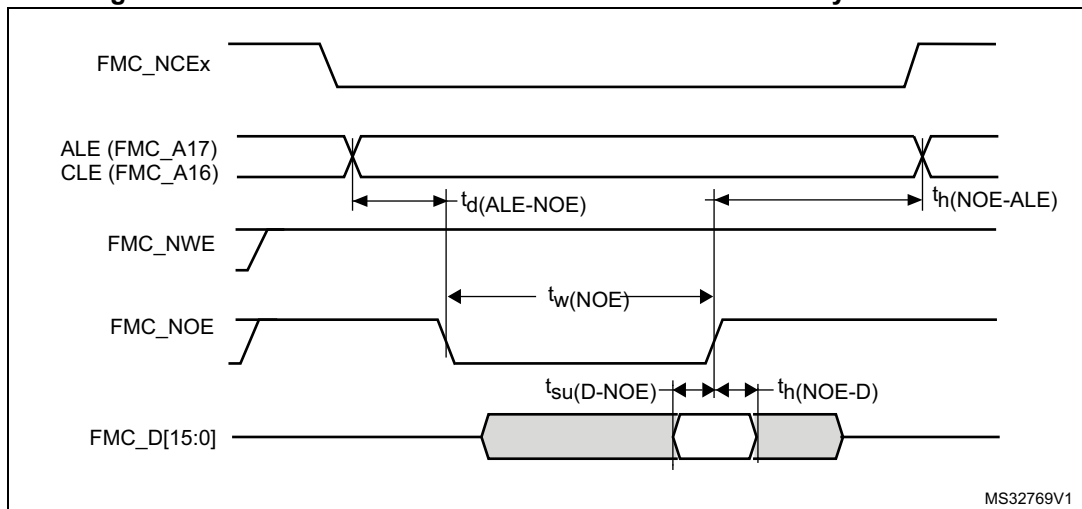 FMC_NCEx
ALE (FMC_A17)
CLE (FMC_A16)
td(ALE-NOE)
th(NOE-ALE)
FMC_NWE
tw(NOE)
FMC_NOE
tsu(D-NOE)
th(NOE-D)
FMC_D[15:0]
MS32769V1